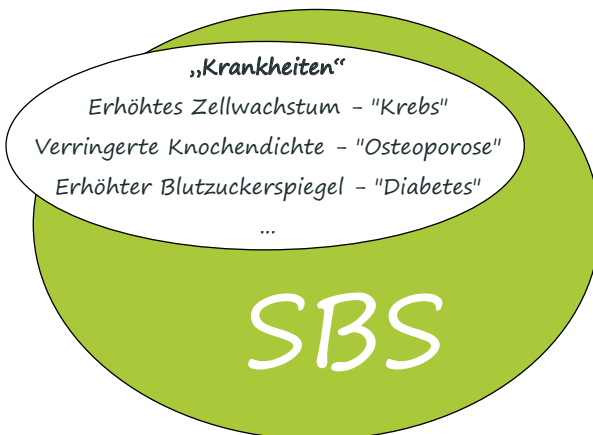 „Krankheiten“
Erhöhtes Zellwachstum - "Krebs"
Verringerte Knochendichte - "Osteoporose"
Erhöhter Blutzuckerspiegel - "Diabetes"
...
SBS